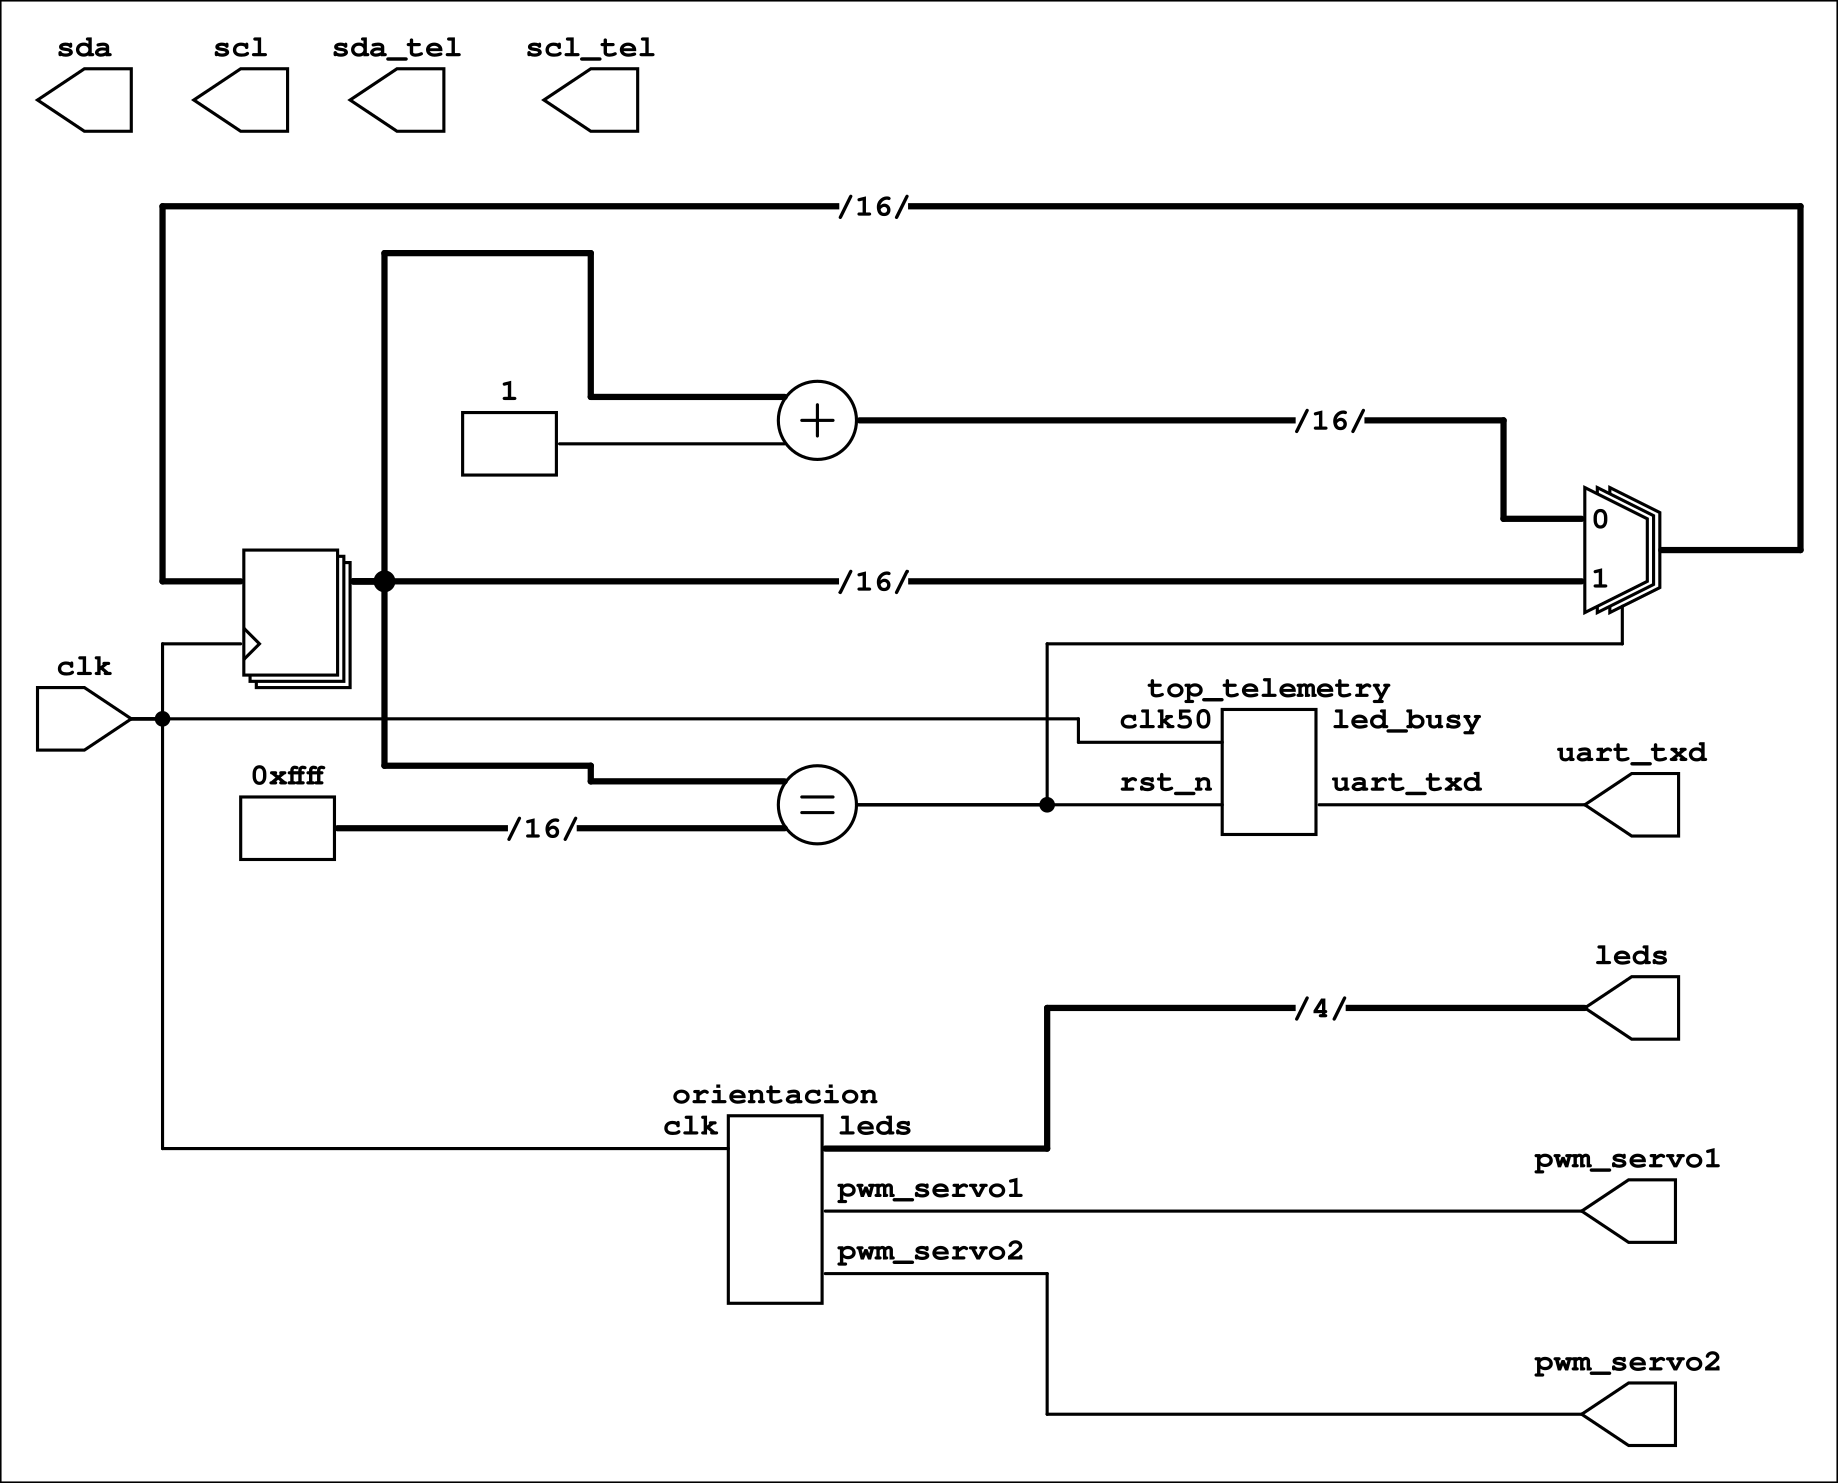 sda scl sda_tel scl_tel
/16/
1
/16/
0
/16/
1
clk
top_telemetry
clk50 led_busy
uart_txd
0xffff
rst_n uart_txd
/16/
leds
/4/
orientacion
clk leds
pwm_servo1
pwm_servo1
pwm_servo2
pwm_servo2